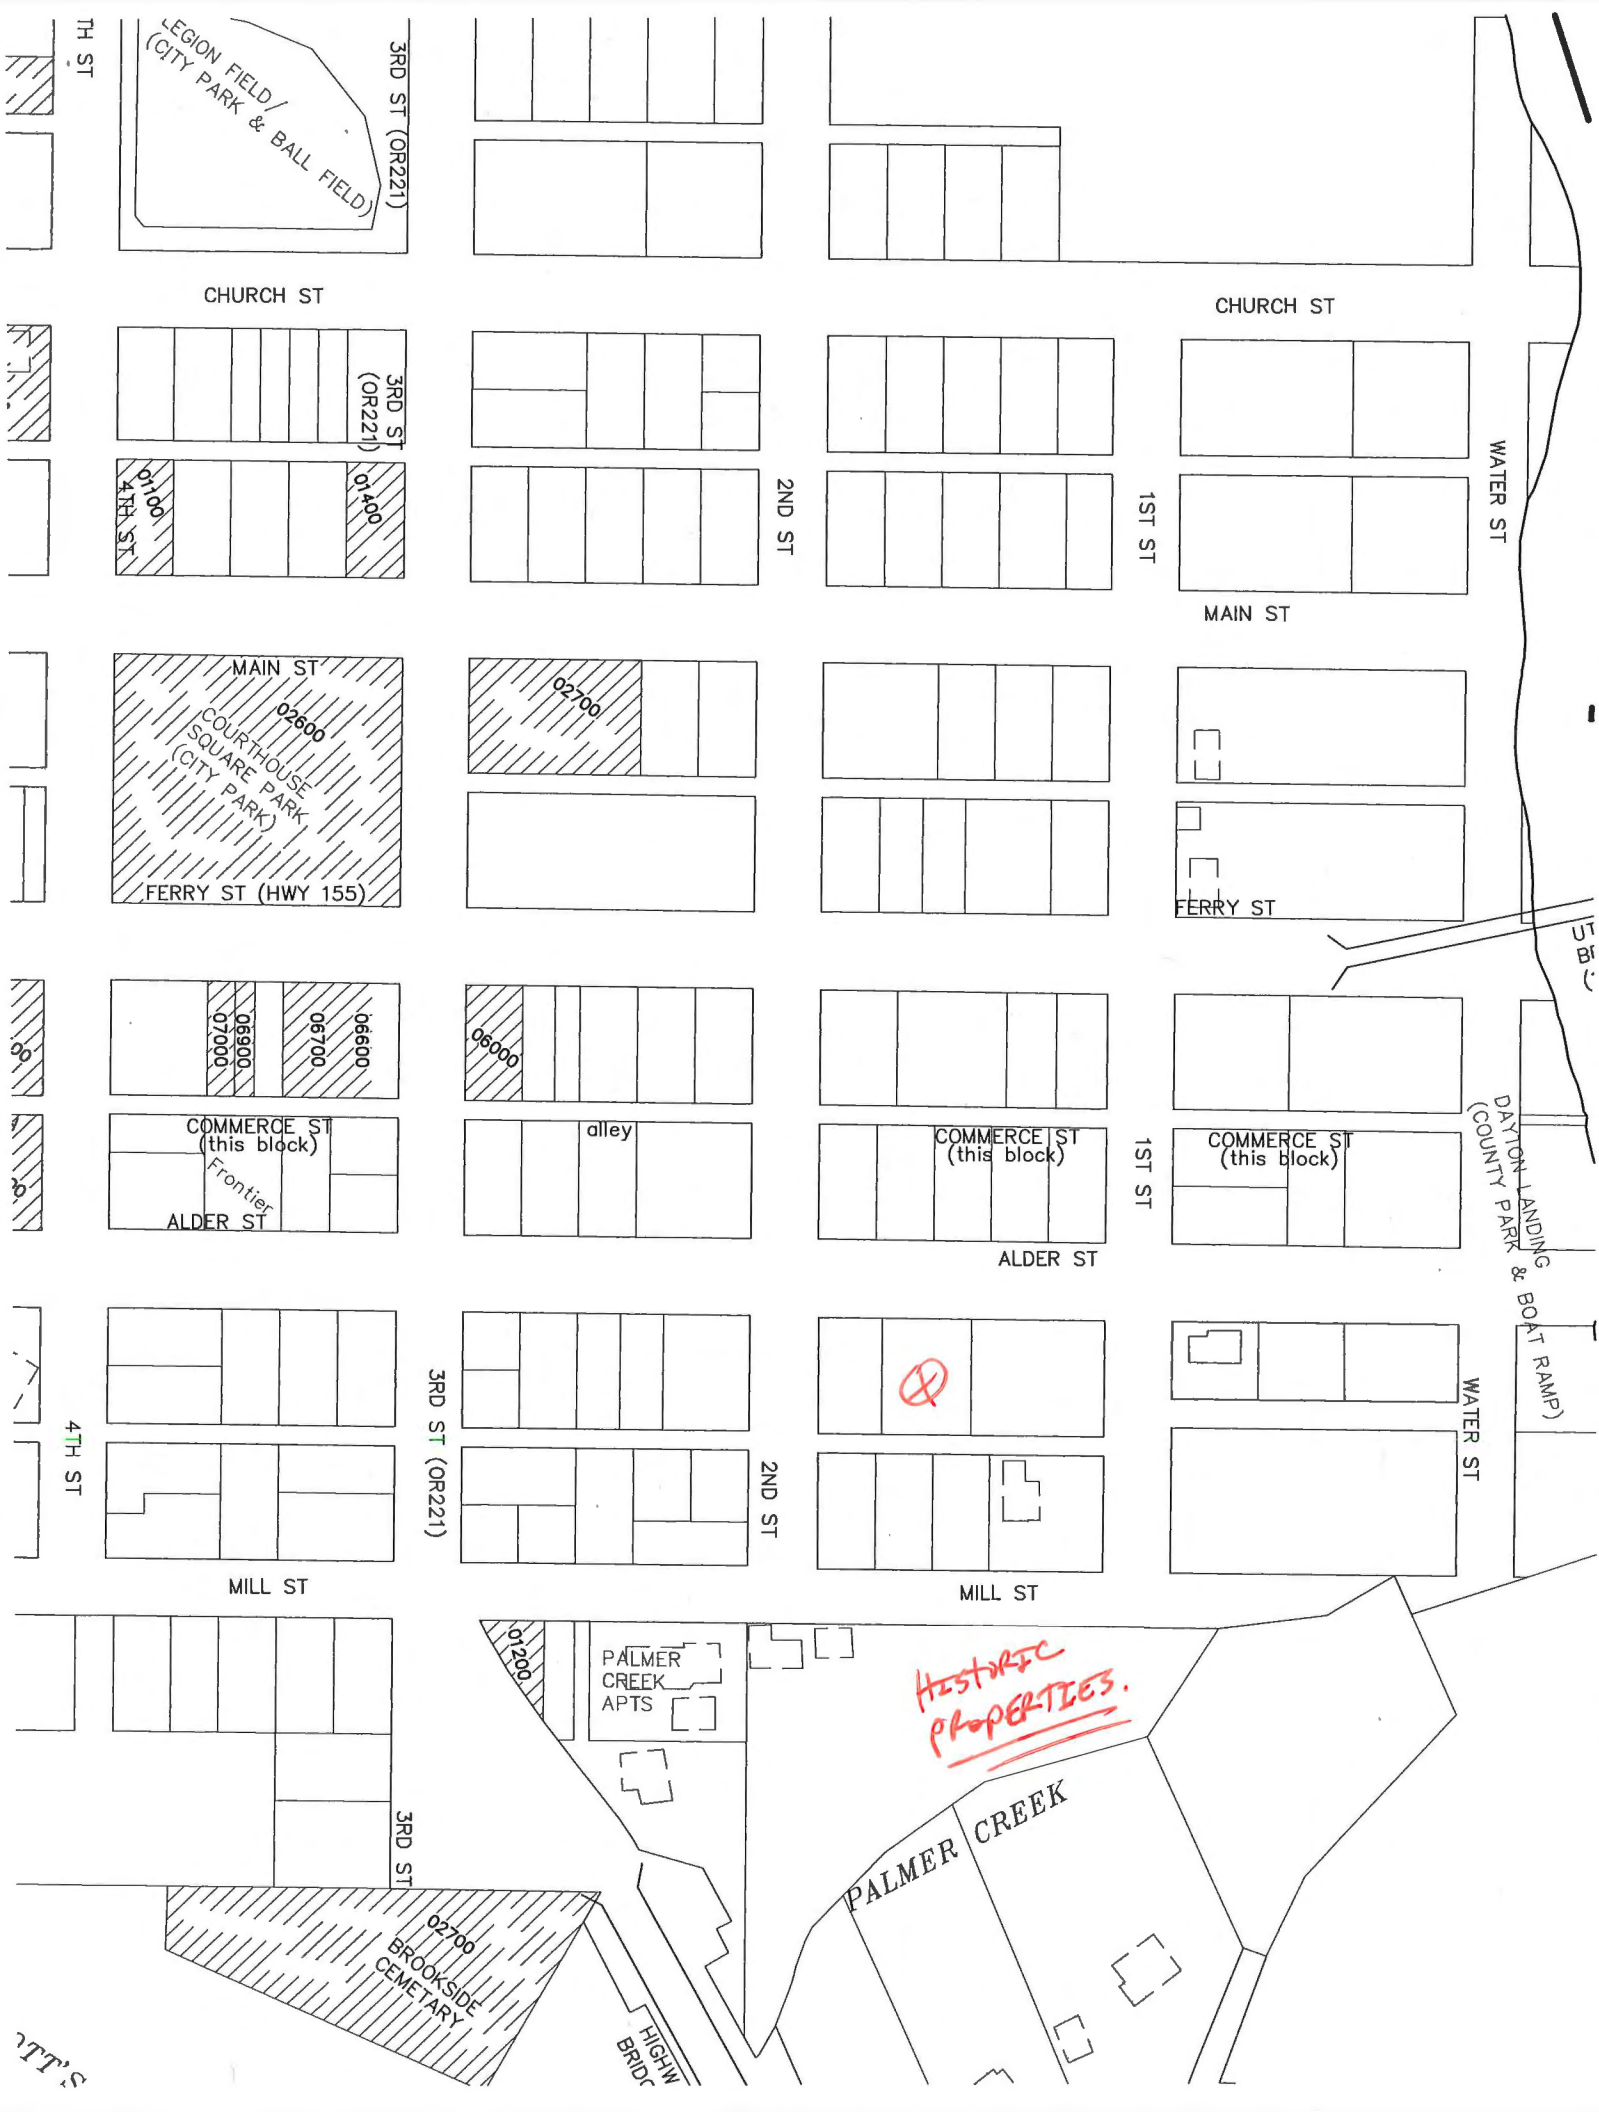 TH ST
LEGION FIELD/
(CITY PARK & BALL FIELD)
3RD ST (OR221)
CHURCH ST
CHURCH ST
3RD ST
(OR221)
WATER ST
01100
4TH ST
01400
2ND ST
1ST ST
MAIN ST
MAIN ST
02600
COURTHOUSE
SQUARE PARK
(CITY PARK)
02700
FERRY ST (HWY 155)
FERRY ST
07000
06900
06700
06600
06000
COMMERCE ST
(this block)
Frontier
ALDER ST
alley
COMMERCE ST
(this block)
1ST ST
COMMERCE ST
(this block)
DAYTON LANDING
(COUNTY PARK & BOAT RAMP)
ALDER ST
4TH ST
3RD ST (OR221)
2ND ST
WATER ST
MILL ST
MILL ST
01200
PALMER
CREEK
APTS
HISTORIC
PROPERTIES.
PALMER CREEK
3RD ST
02700
BROOKSIDE
CEMETARY
HIGHW
BRIDG
OTT'S